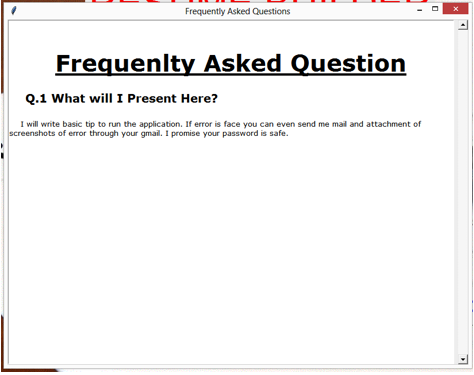 Frequently Asked Questions
Frequenlty Asked Question
Q.1 What will I Present Here?
I will write basic tip to run the application. If error is face you can even send me mail and attachment of
screenshots of error through your gmail. I promise your password is safe.